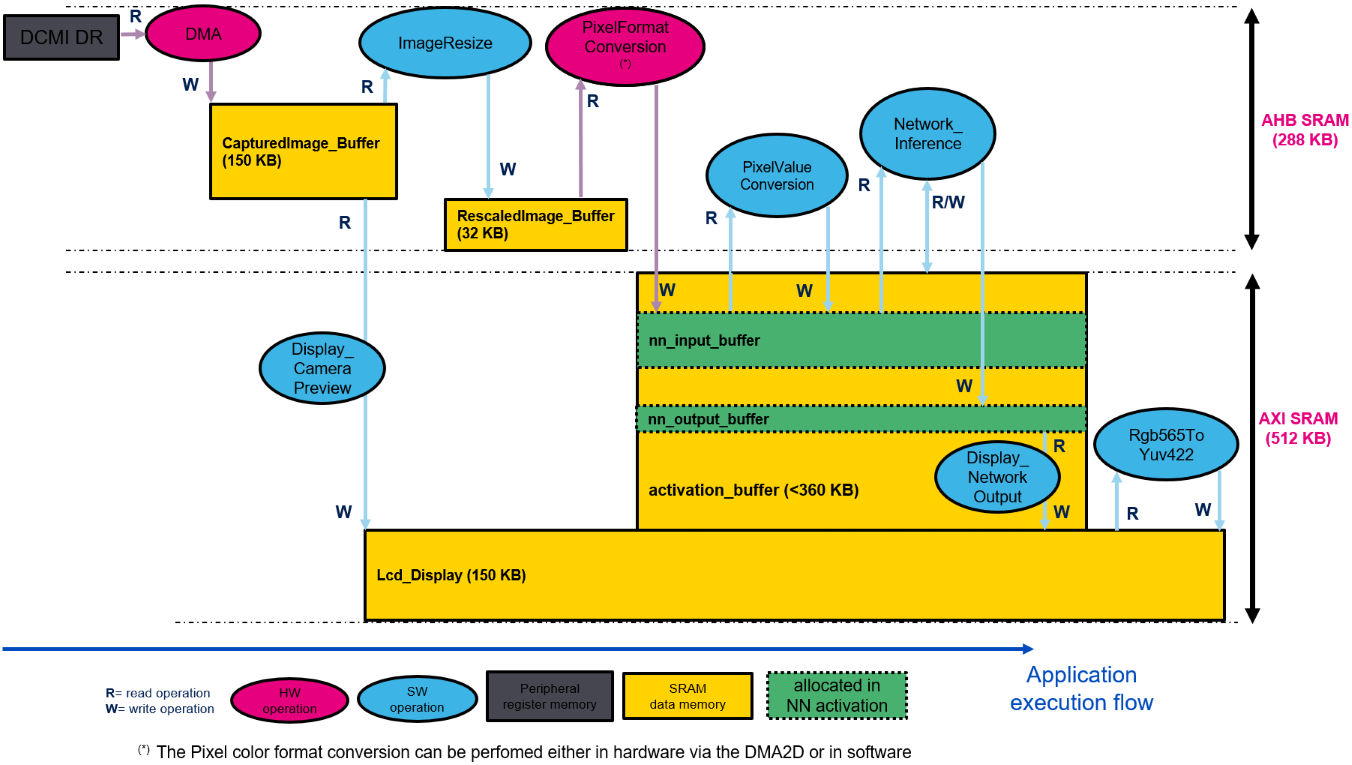 DCMI DR
R
DMA
W
CapturedImage_Buffer
(150 KB)
R
ImageResize
W
RescaledImage_Buffer
(32 KB)
R
PixelFormat
Conversion
(*)
W
R
PixelValue
Conversion
W
R
Network_
Inference
R/W
W
AHB SRAM
(288 KB)
R
Display_
Camera
Preview
W
nn_input_buffer
nn_output_buffer
activation_buffer (<360 KB)
R
Display_
Network
Output
W
R
Rgb565To
Yuv422
W
AXI SRAM
(512 KB)
Lcd_Display (150 KB)
Application
execution flow
R= read operation
W= write operation
HW
operation
SW
operation
Peripheral
register memory
SRAM
data memory
allocated in
NN activation
(*) The Pixel color format conversion can be perfomed either in hardware via the DMA2D or in software